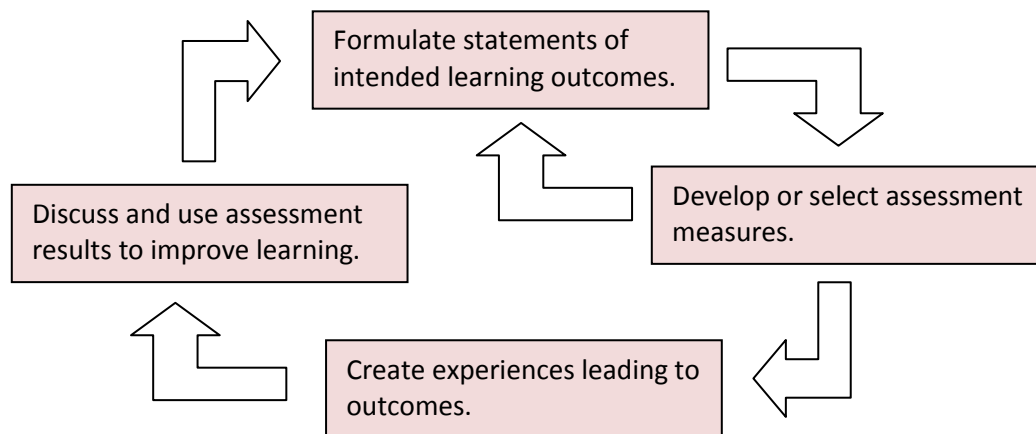 Formulate statements of
intended learning outcomes.
Develop or select assessment
measures.
Discuss and use assessment
results to improve learning.
Create experiences leading to
outcomes.